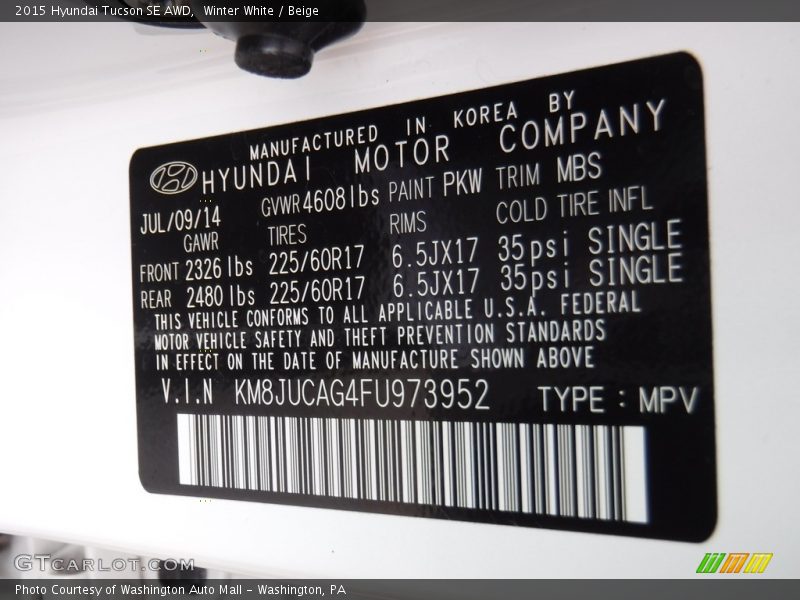 2015 Hyundai Tucson SE AWD, Winter White / Beige
MANUFACTURED IN KOREA BY
HYUNDAI MOTOR COMPANY
JUL/09/14 GVWR 4608lbs PAINT PKW TRIM MBS
GAWR TIRES RIMS COLD TIRE INFL
FRONT 2326 lbs 225/60R17 6.5JX17 35psi SINGLE
REAR 2480 lbs 225/60R17 6.5JX17 35psi SINGLE
THIS VEHICLE CONFORMS TO ALL APPLICABLE U.S.A. FEDERAL
MOTOR VEHICLE SAFETY AND THEFT PREVENTION STANDARDS
IN EFFECT ON THE DATE OF MANUFACTURE SHOWN ABOVE
V.I.N KM8JUCAG4FU973952 TYPE : MPV
GTCARLOT.COM
Photo Courtesy of Washington Auto Mall - Washington, PA